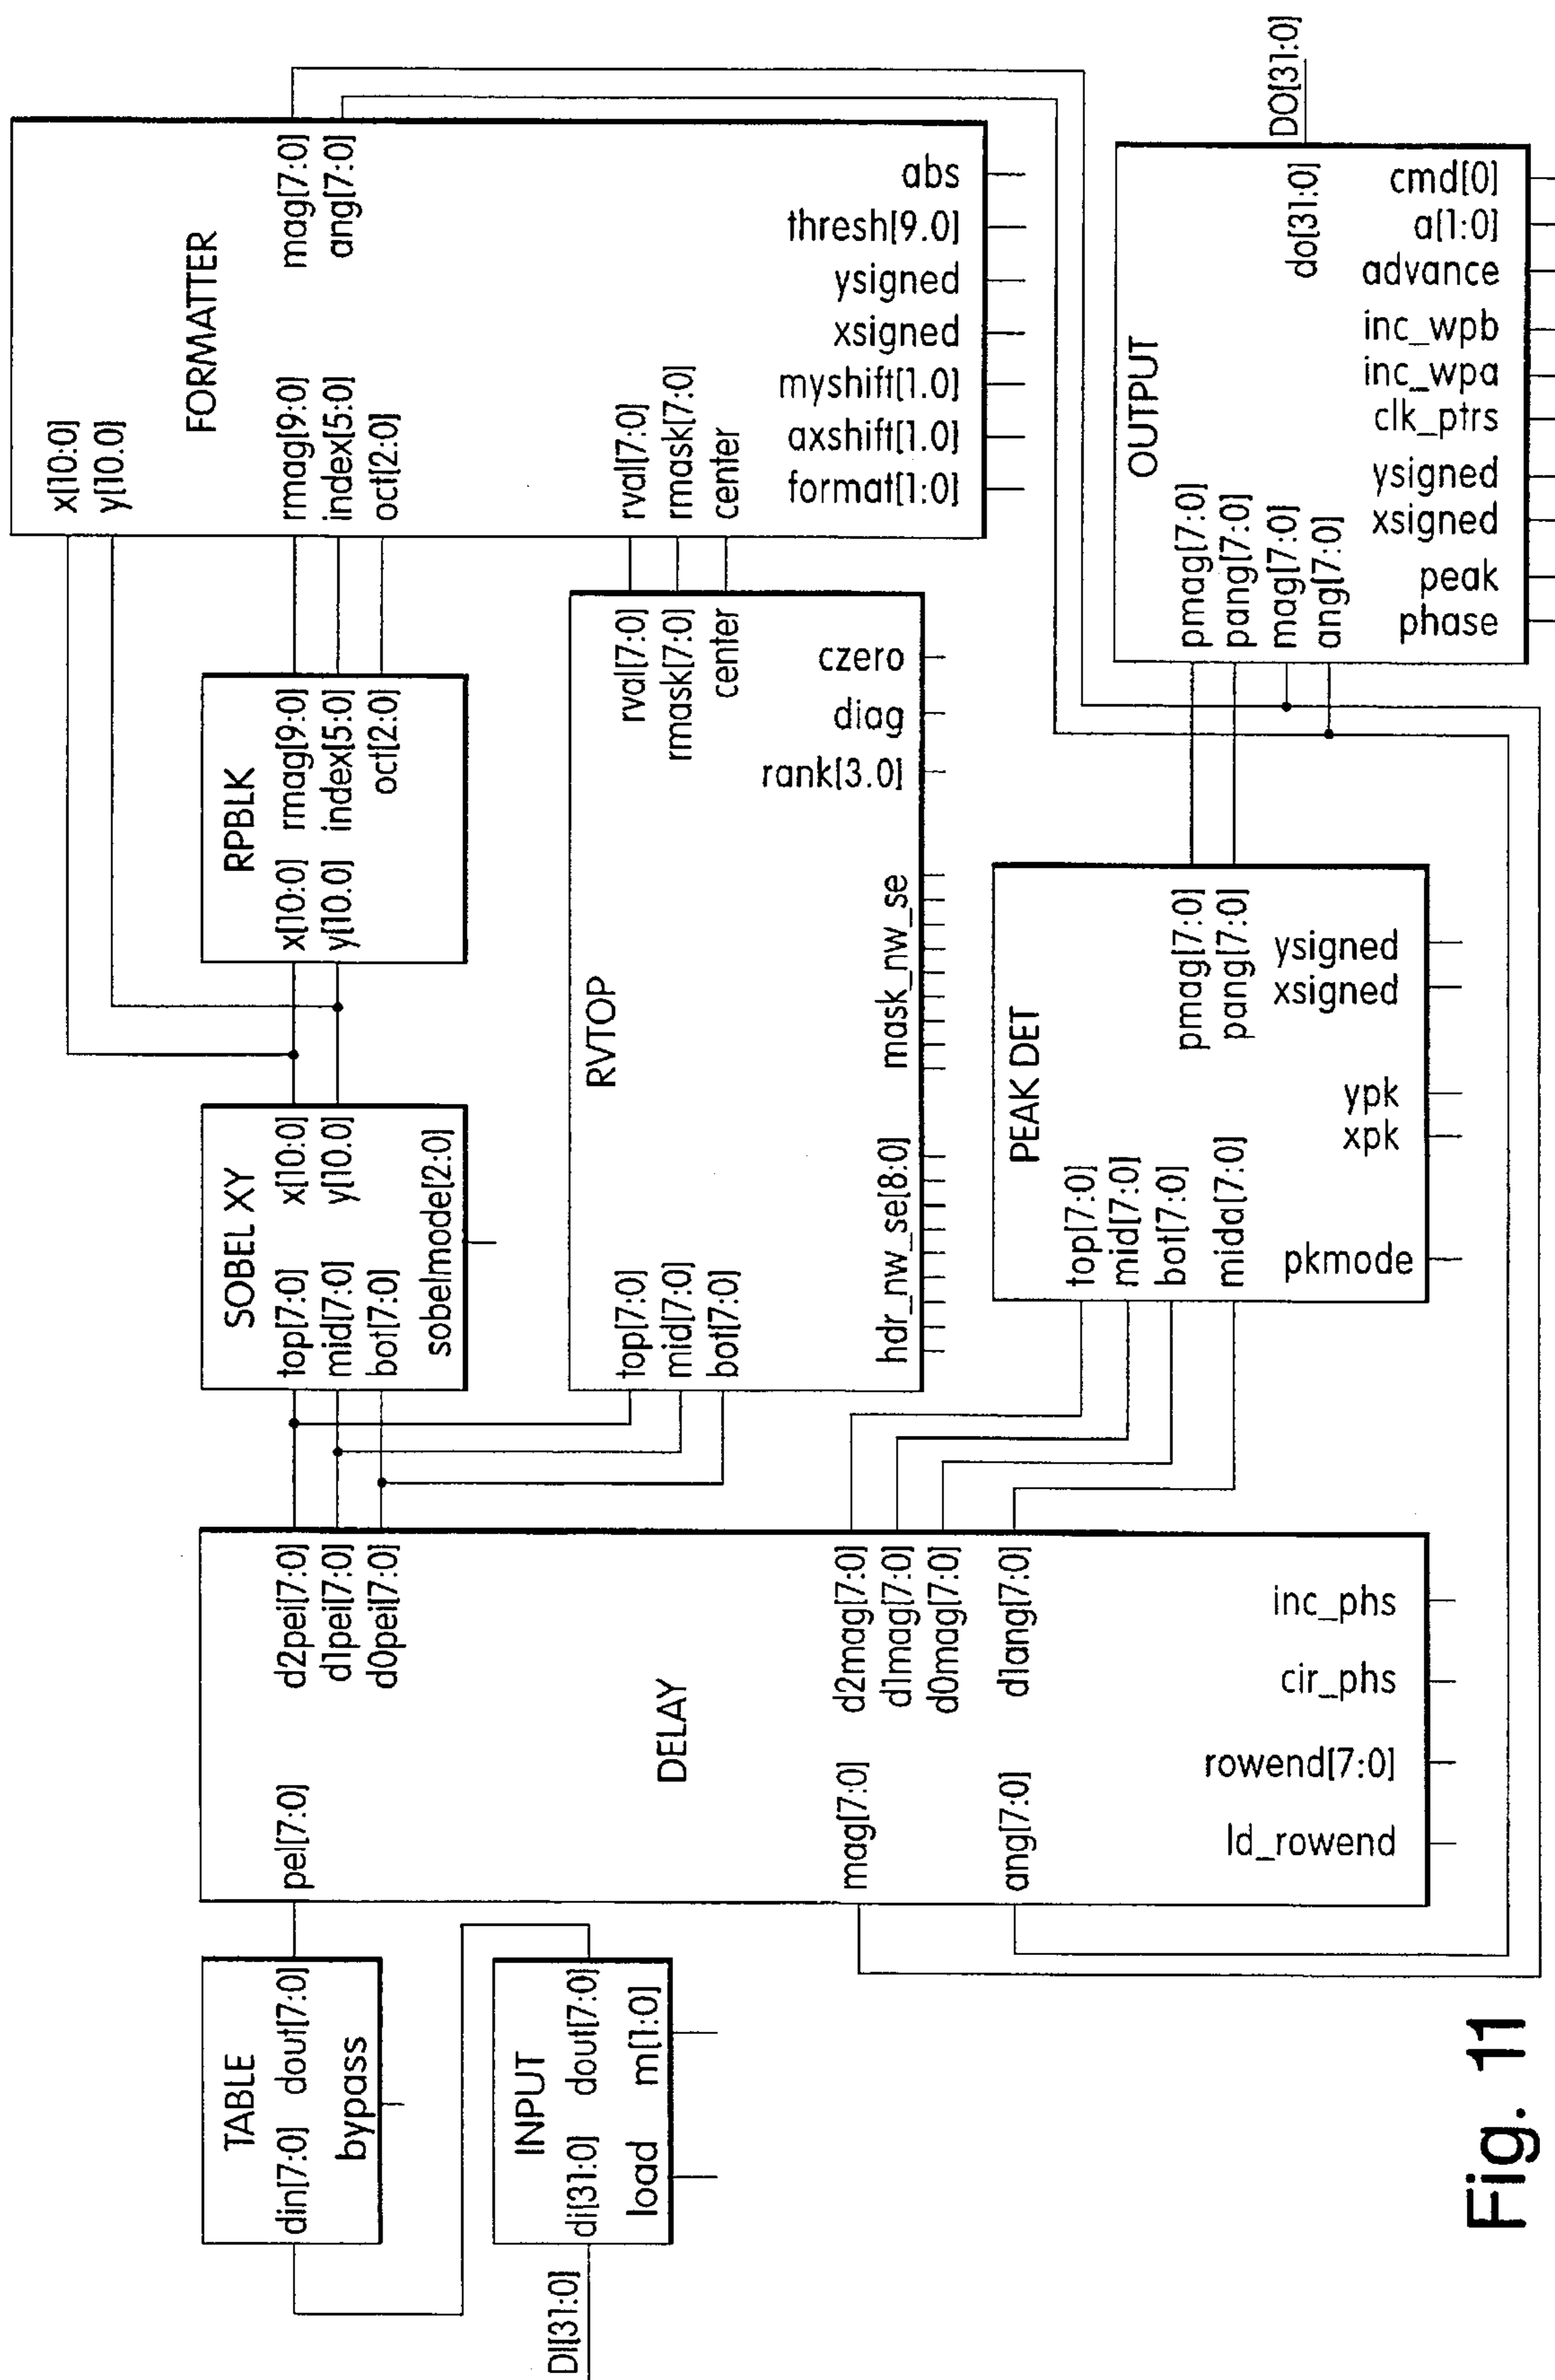 DI[31:0]
INPUT
di[31:0] dout[7:0]
load m[1:0]
TABLE
din[7:0] dout[7:0]
bypass
DELAY
pel[7:0]
d2pei[7:0]
d1pei[7:0]
d0pei[7:0]
mag[7:0]
ang[7:0]
d2mag[7:0]
d1mag[7:0]
d0mag[7:0]
d1ang[7:0]
ld_rowend
rowend[7:0]
cir_phs
inc_phs
SOBEL XY
top[7:0] x[10:0]
mid[7:0] y[10.0]
bot[7:0]
sobelmode[2:0]
RPBLK
x[10:0] rmag[9:0]
y[10.0] index[5:0]
oct[2:0]
RVTOP
top[7:0]
mid[7:0]
bot[7:0]
rval[7:0]
rmask[7:0]
center
hdr_nw_se[8:0]
mask_nw_se
rank[3.0]
diag
czero
PEAK DET
top[7:0]
mid[7:0]
bot[7:0]
mida[7:0]
pmag[7:0]
pang[7:0]
pkmode
xpk
ypk
xsigned
ysigned
FORMATTER
x[10:0]
y[10.0]
rmag[9:0]
index[5:0]
oct[2:0]
rval[7:0]
rmask[7:0]
center
mag[7:0]
ang[7:0]
format[1:0]
axshift[1.0]
myshift[1.0]
xsigned
ysigned
thresh[9.0]
abs
OUTPUT
pmag[7:0]
pang[7:0]
mag[7:0]
ang[7:0]
do[31:0]
phase
peak
xsigned
ysigned
clk_ptrs
inc_wpa
inc_wpb
advance
a[1:0]
cmd[0]
DO[31:0]
Fig. 11